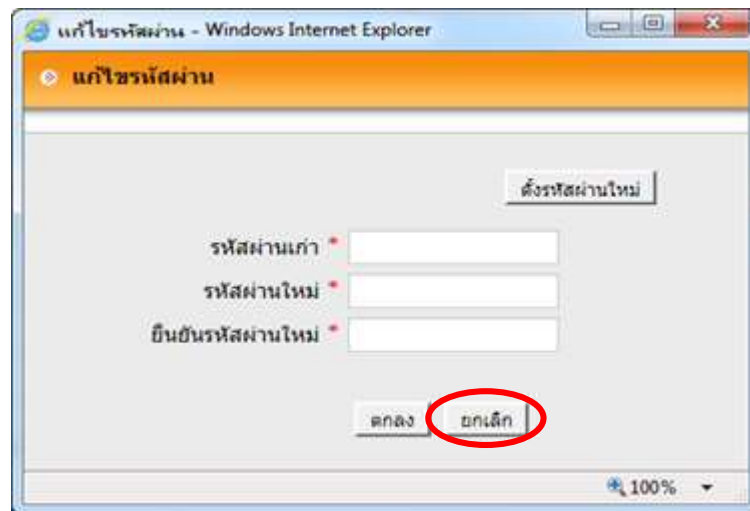 แก้ไขรหัสผ่าน - Windows Internet Explorer
แก้ไขรหัสผ่าน
ตั้งรหัสผ่านใหม่
รหัสผ่านเก่า *
รหัสผ่านใหม่ *
ยืนยันรหัสผ่านใหม่ *
ตกลง ยกเลิก
100%